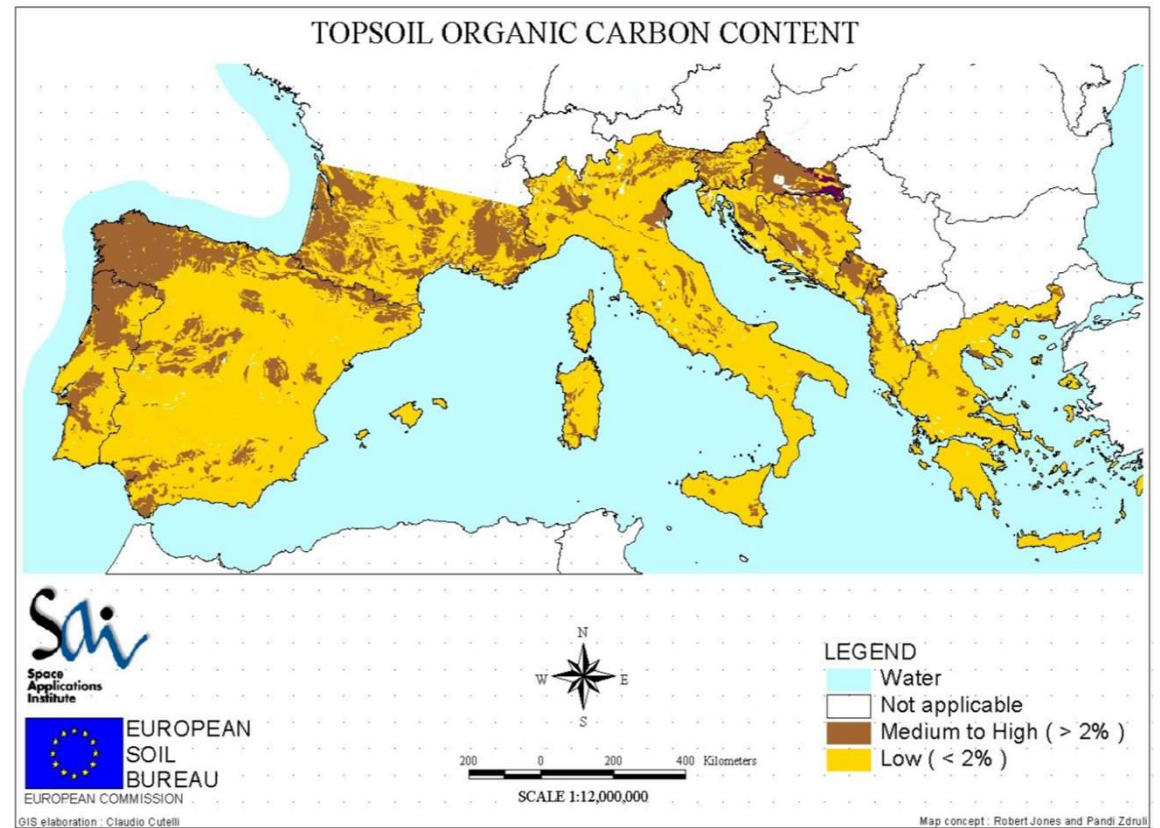 TOPSOIL ORGANIC CARBON CONTENT
Sai
Space
Applications
Institute
EUROPEAN
SOIL
BUREAU
EUROPEAN COMMISSION
GIS elaboration : Claudio Cutelli
N
W E
S
200 0 200 400 Kilometers
SCALE 1:12,000,000
LEGEND
Water
Not applicable
Medium to High ( > 2% )
Low ( < 2% )
Map concept : Robert Jones and Pandi Zdruli